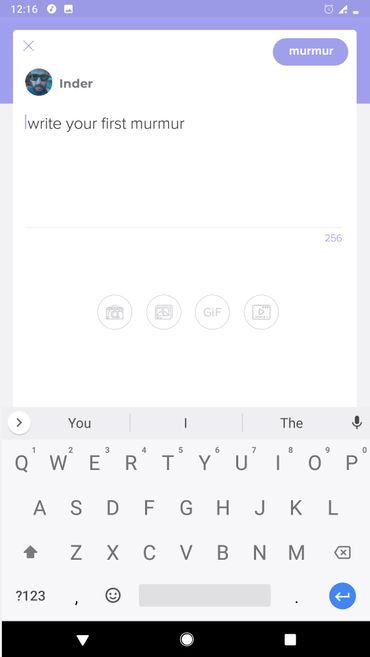 12:16
murmur
Inder
write your first murmur
256
GIF
You I The
1 2 3 4 5 6 7 8 9 0
Q W E R T Y U I O P
A S D F G H J K L
Z X C V B N M
?123 , .